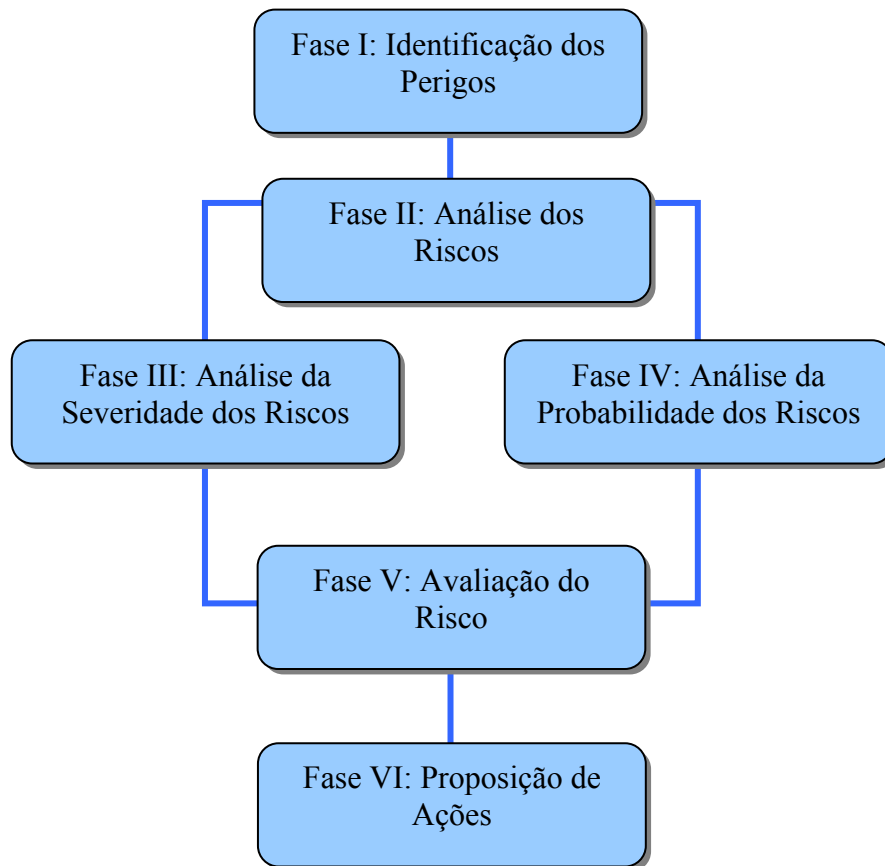 Fase I: Identificação dos
Perigos
Fase II: Análise dos
Riscos
Fase III: Análise da
Severidade dos Riscos
Fase IV: Análise da
Probabilidade dos Riscos
Fase V: Avaliação do
Risco
Fase VI: Proposição de
Ações